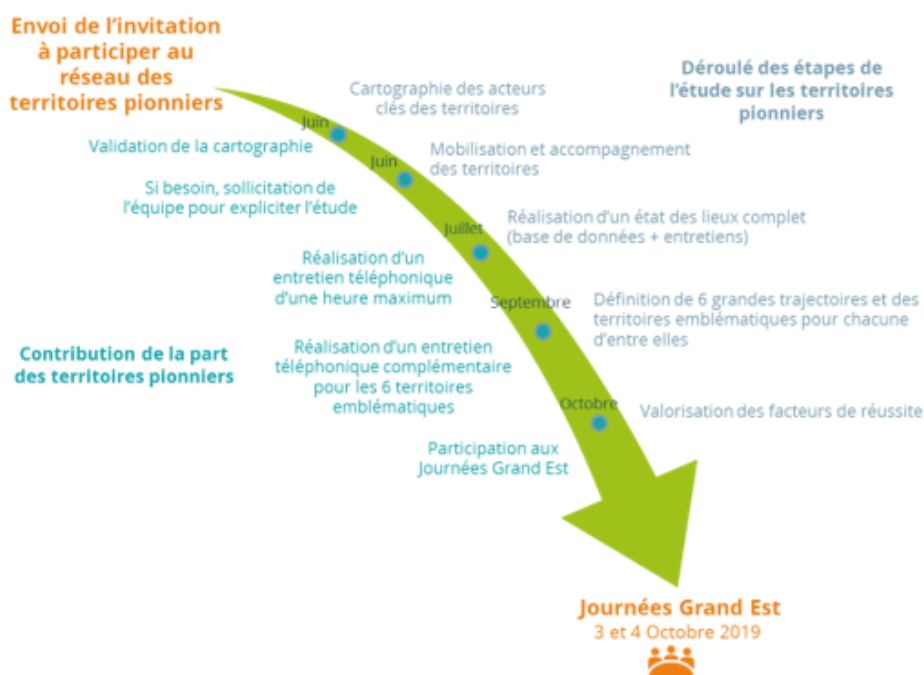 Envoi de l'invitation
à participer au
réseau des
territoires pionniers
Déroulé des étapes de
l'étude sur les territoires
pionniers
Cartographie des acteurs
clés des territoires
Juin
Validation de la cartographie
Mobilisation et accompagnement
des territoires
Juin
Si besoin, sollicitation de
l'équipe pour expliciter l'étude
Réalisation d'un état des lieux complet
(base de données + entretiens)
Juillet
Réalisation d'un
entretien téléphonique
d'une heure maximum
Septembre
Définition de 6 grandes trajectoires et des
territoires emblématiques pour chacune
d'entre elles
Contribution de la part
des territoires pionniers
Réalisation d'un entretien
téléphonique complémentaire
pour les 6 territoires
emblématiques
Octobre
Valorisation des facteurs de réussite
Participation aux
Journées Grand Est
Journées Grand Est
3 et 4 Octobre 2019